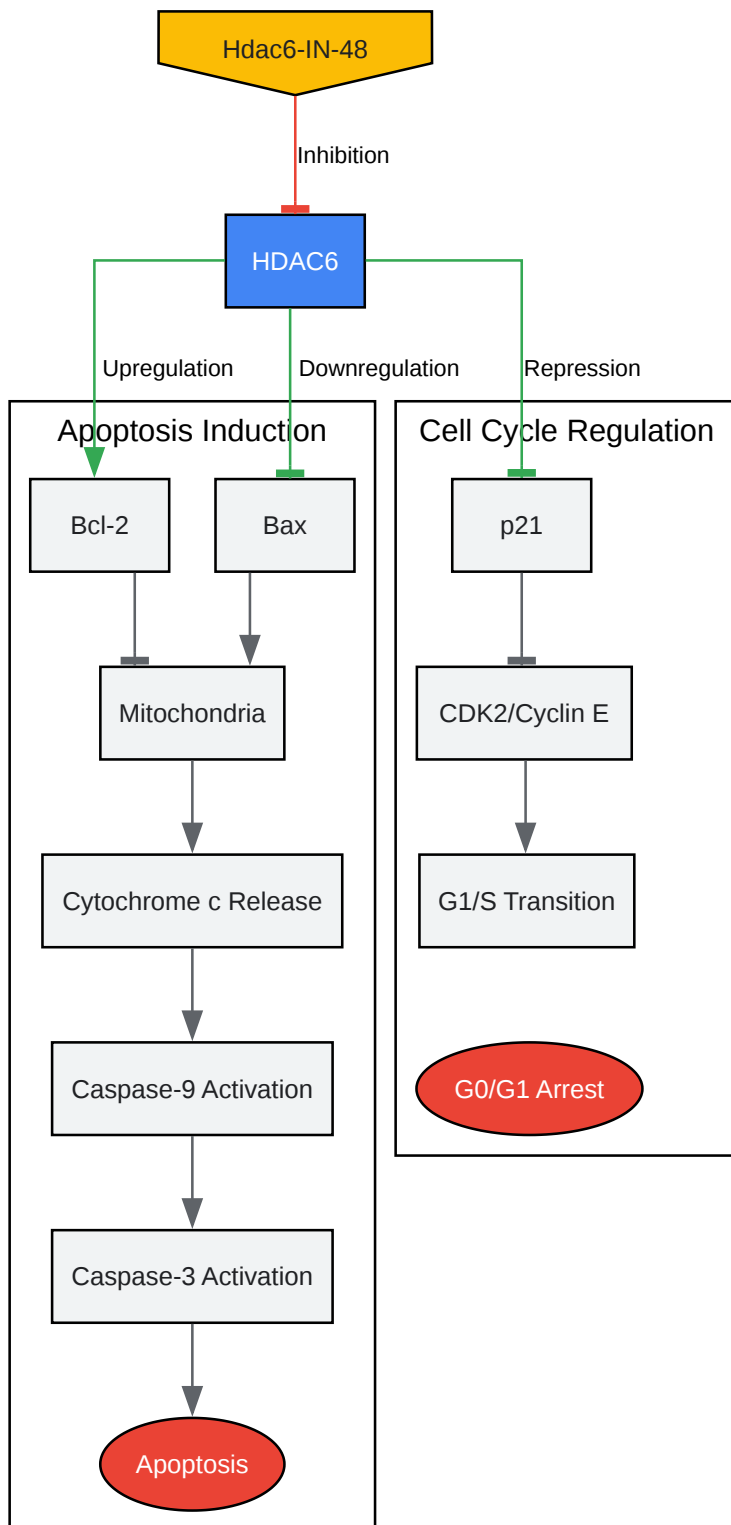 Hdac6-IN-48
Inhibition
HDAC6
Upregulation
Downregulation
Repression
Apoptosis Induction
Cell Cycle Regulation
Bcl-2
Bax
p21
Mitochondria
CDK2/Cyclin E
Cytochrome c Release
G1/S Transition
Caspase-9 Activation
G0/G1 Arrest
Caspase-3 Activation
Apoptosis